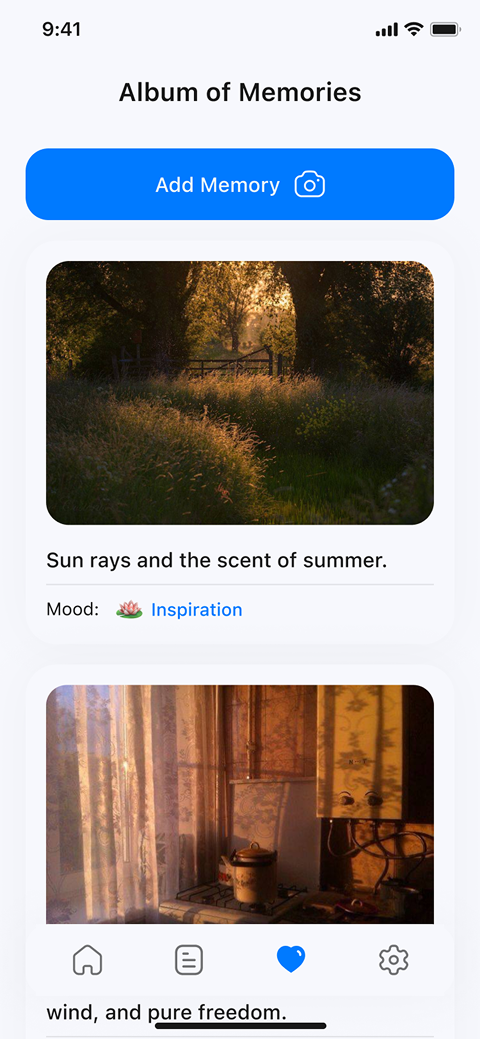 9:41
Album of Memories
Add Memory
Sun rays and the scent of summer.
Mood: Inspiration
wind, and pure freedom.